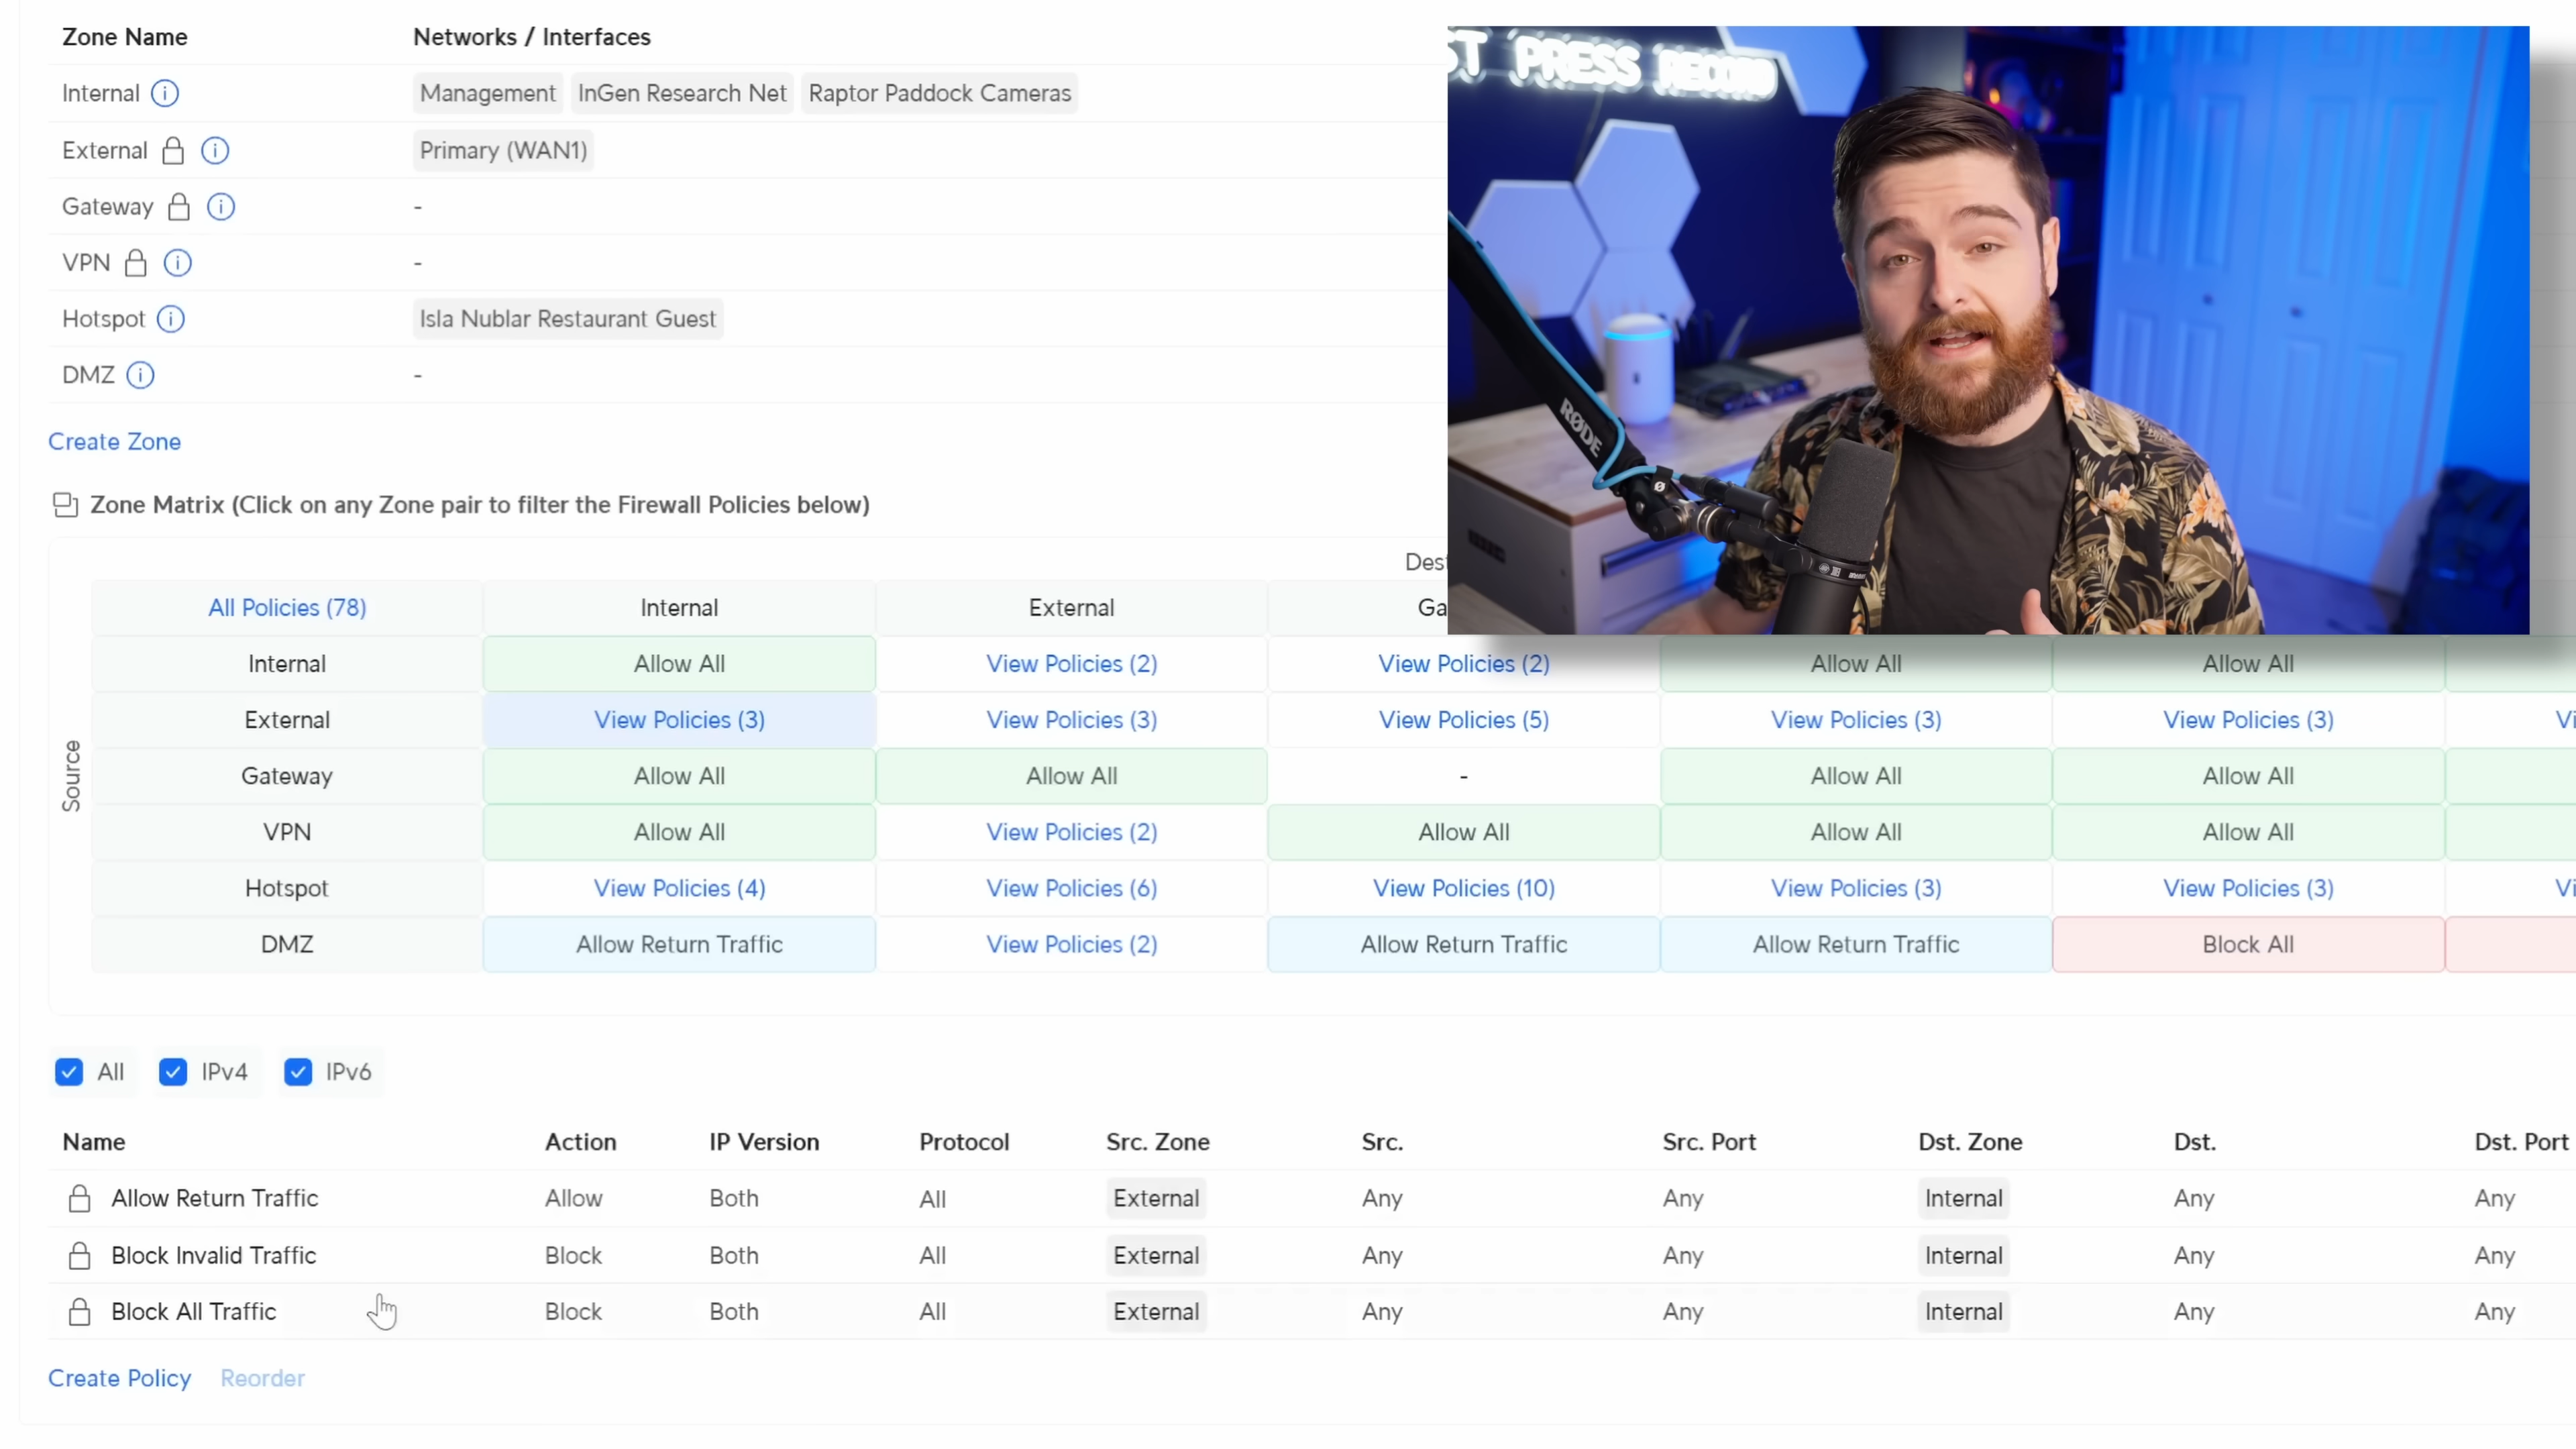 Zone Name Networks / Interfaces
Internal Management InGen Research Net Raptor Paddock Cameras
External Primary (WAN1)
Gateway -
VPN -
Hotspot Isla Nublar Restaurant Guest
DMZ -
Create Zone
Zone Matrix (Click on any Zone pair to filter the Firewall Policies below)
PRESS RECORD
RØDE
Source
All Policies (78) Internal External
Internal Allow All View Policies (2) View Policies (2) Allow All Allow All
External View Policies (3) View Policies (3) View Policies (5) View Policies (3) View Policies (3)
Gateway Allow All Allow All - Allow All Allow All
VPN Allow All View Policies (2) Allow All Allow All Allow All
Hotspot View Policies (4) View Policies (6) View Policies (10) View Policies (3) View Policies (3)
DMZ Allow Return Traffic View Policies (2) Allow Return Traffic Allow Return Traffic Block All
All IPv4 IPv6
Name Action IP Version Protocol Src. Zone Src. Src. Port Dst. Zone Dst. Dst. Port
Allow Return Traffic Allow Both All External Any Any Internal Any Any
Block Invalid Traffic Block Both All External Any Any Internal Any Any
Block All Traffic Block Both All External Any Any Internal Any Any
Create Policy Reorder